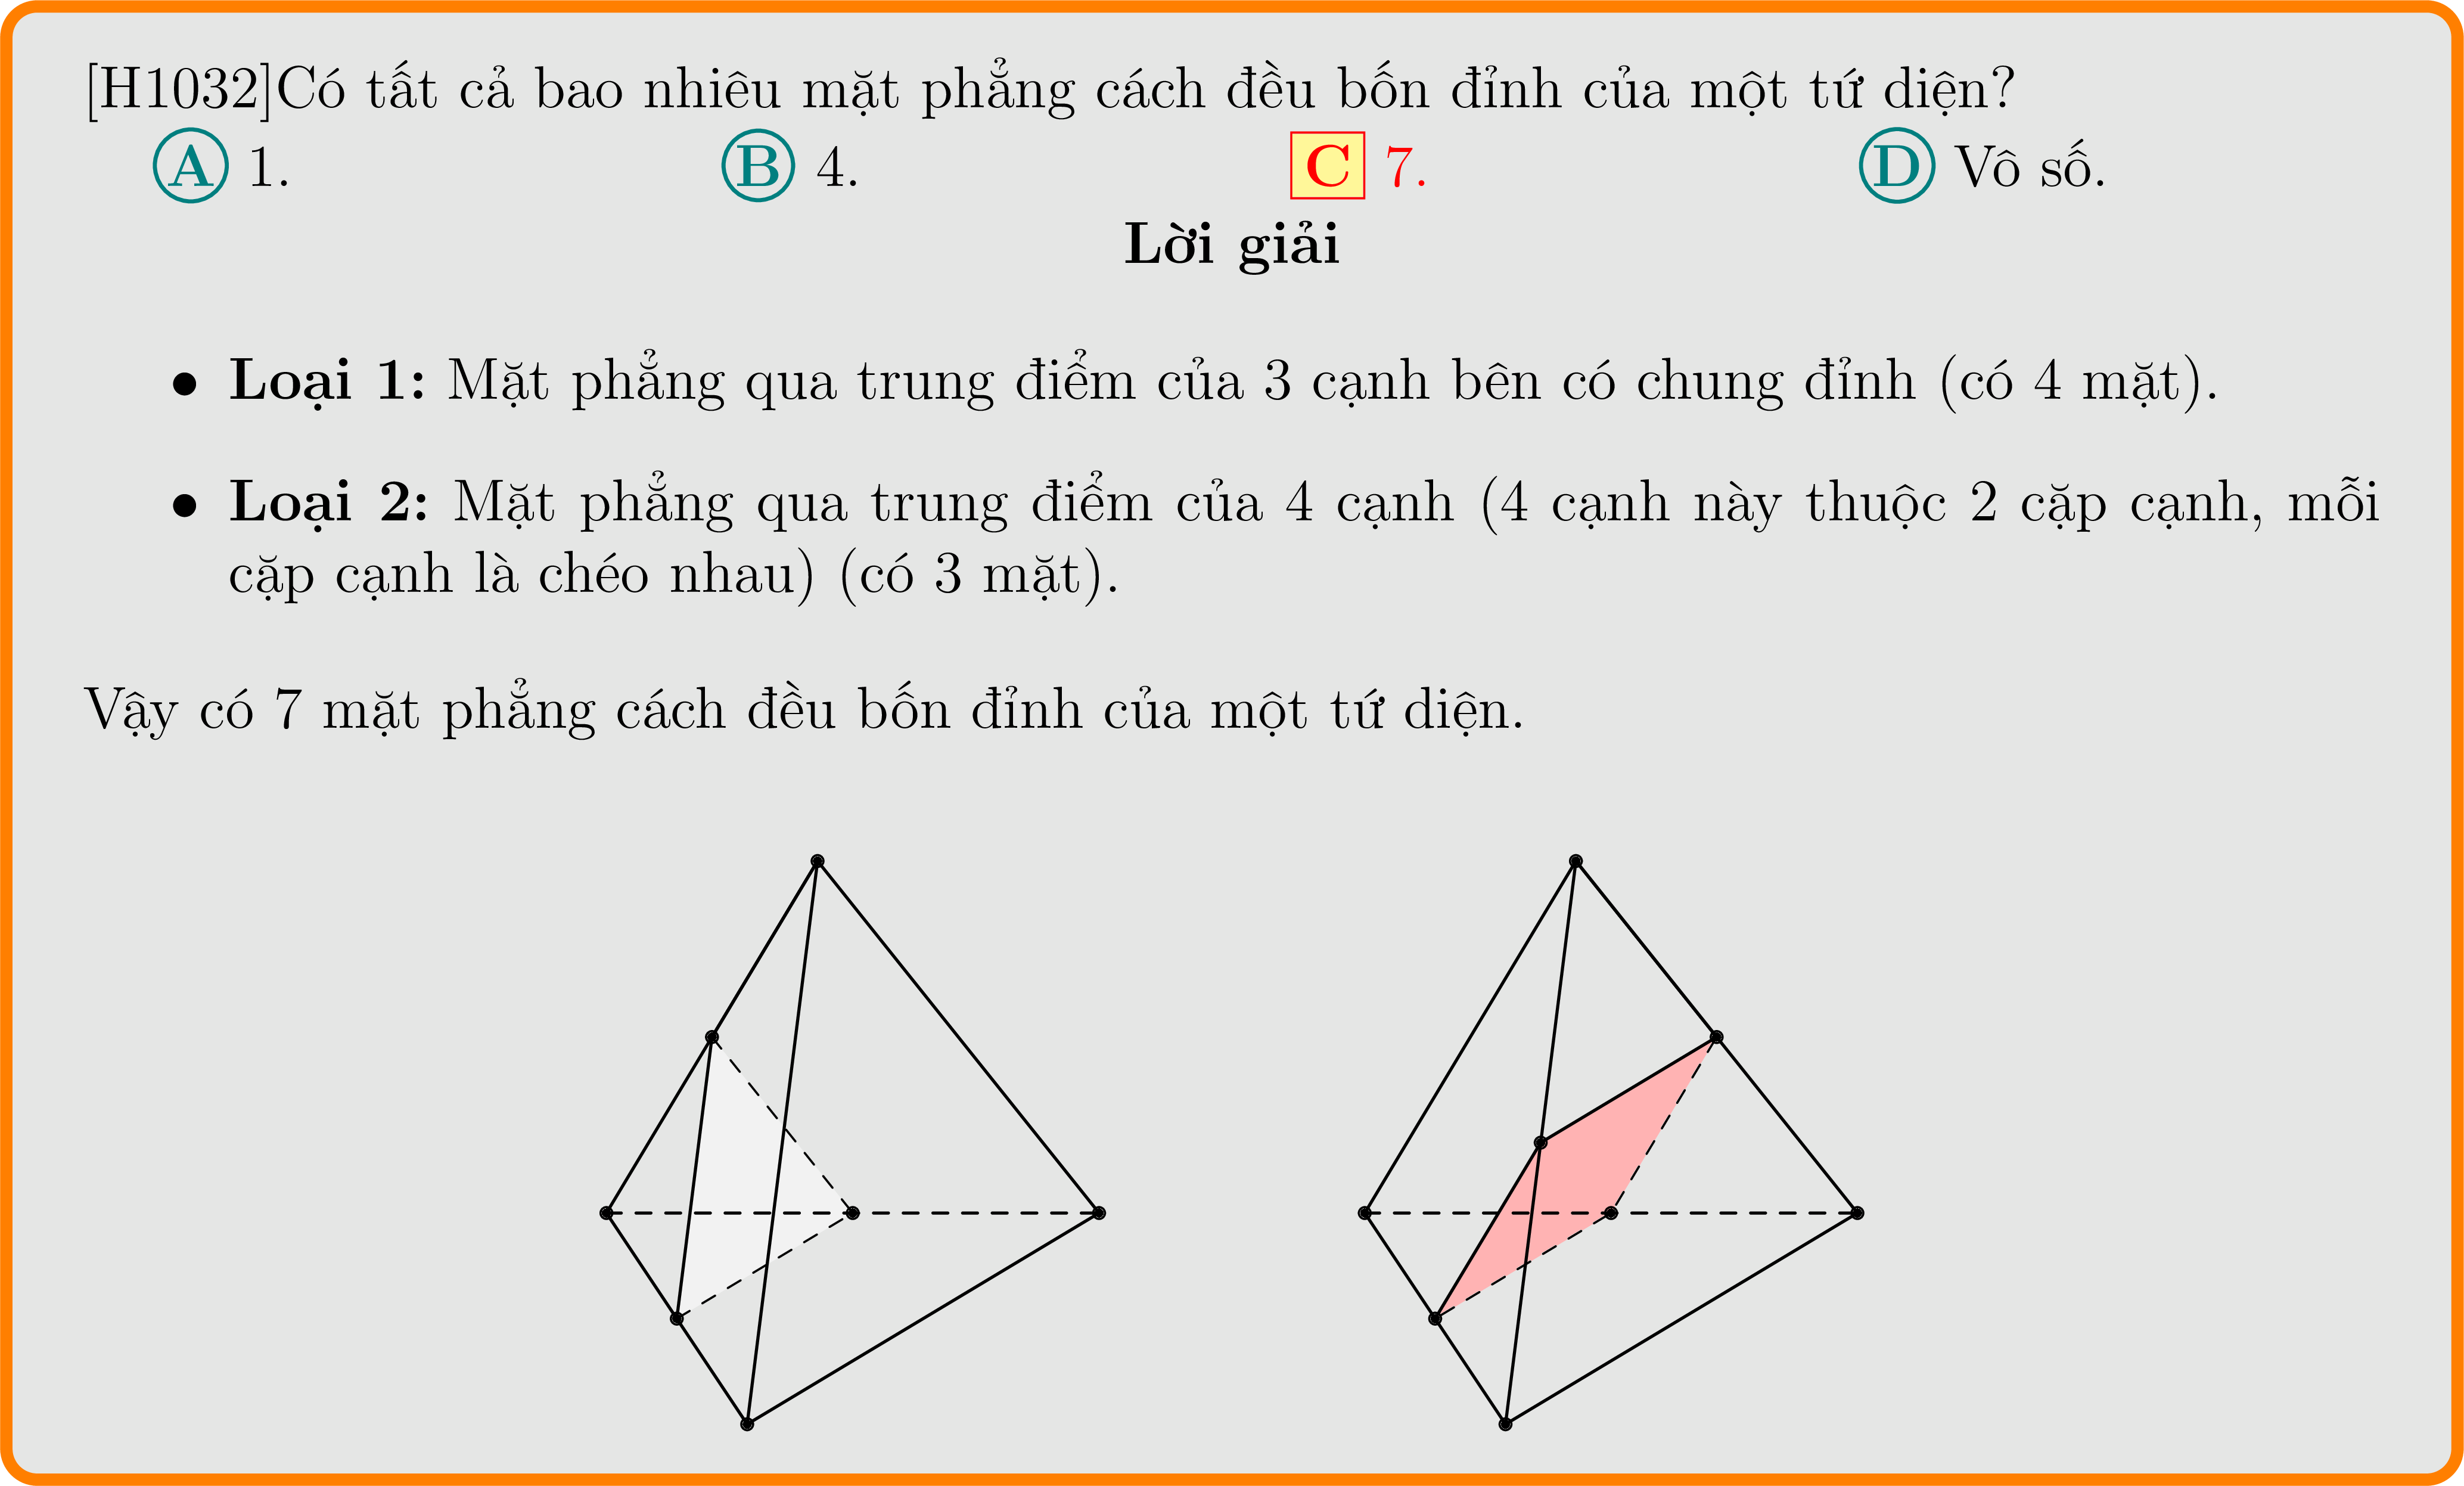 [H1032]Có tất cả bao nhiêu mặt phẳng cách đều bốn đỉnh của một tứ diện?
A 1. B 4. C 7. D Vô số.
Lời giải
• Loại 1: Mặt phẳng qua trung điểm của 3 cạnh bên có chung đỉnh (có 4 mặt).
• Loại 2: Mặt phẳng qua trung điểm của 4 cạnh (4 cạnh này thuộc 2 cặp cạnh, mỗi
cặp cạnh là chéo nhau) (có 3 mặt).
Vậy có 7 mặt phẳng cách đều bốn đỉnh của một tứ diện.